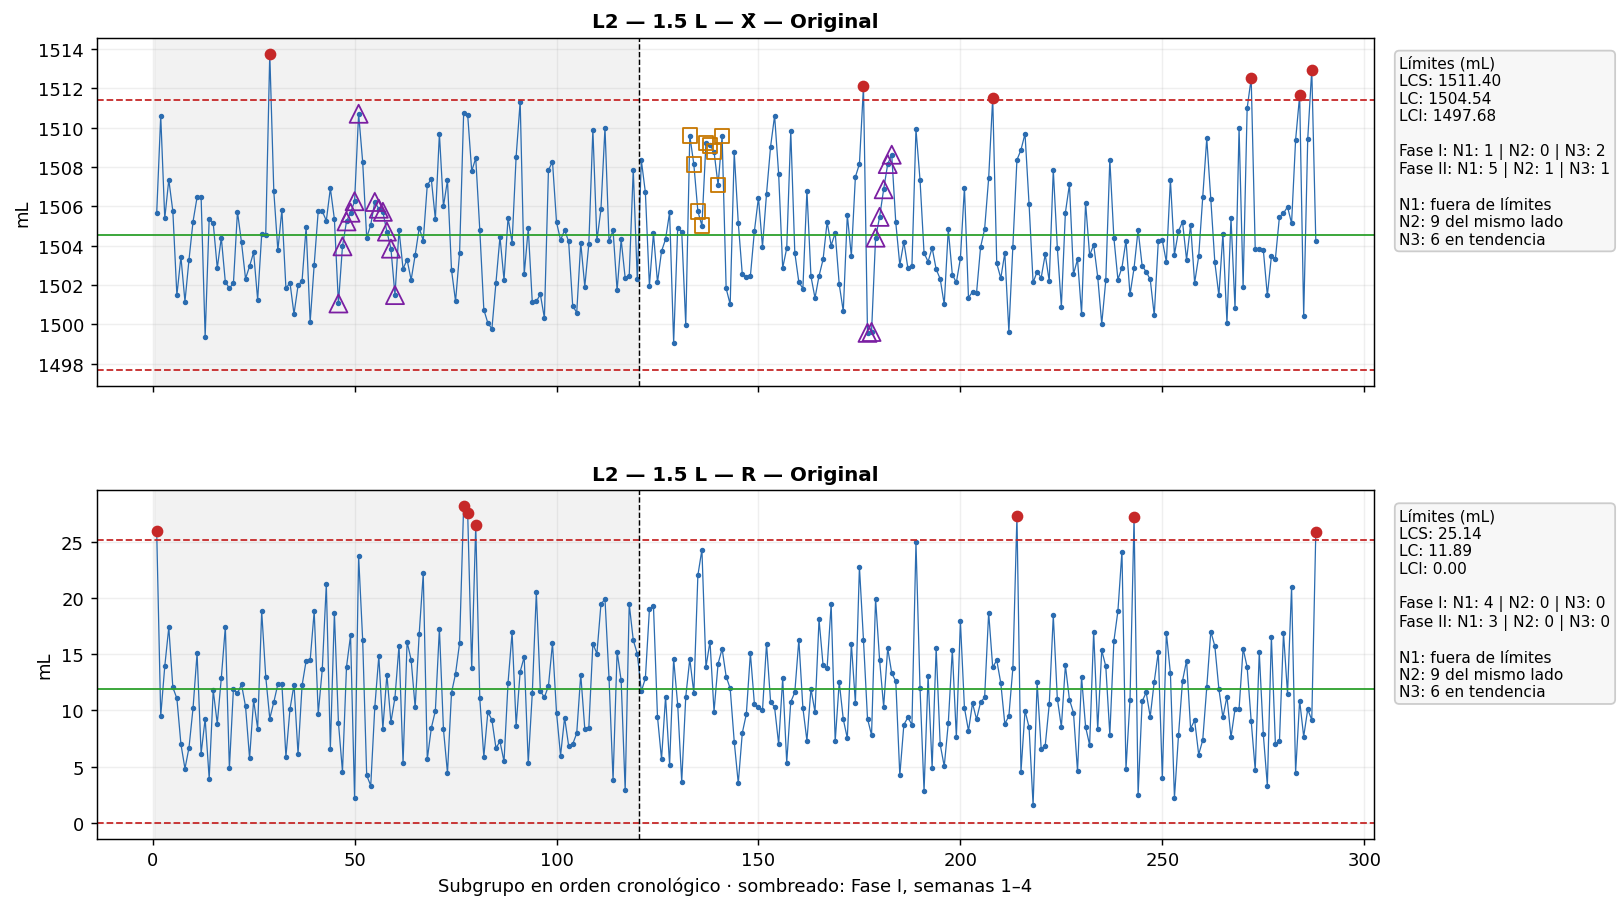 L2 — 1.5 L — X̄ — Original
1514
1512
1510
1508
1506
1504
1502
1500
1498
mL
Límites (mL)
LCS: 1511.40
LC: 1504.54
LCI: 1497.68
Fase I: N1: 1 | N2: 0 | N3: 2
Fase II: N1: 5 | N2: 1 | N3: 1
N1: fuera de límites
N2: 9 del mismo lado
N3: 6 en tendencia
L2 — 1.5 L — R — Original
25
20
15
10
5
0
mL
Límites (mL)
LCS: 25.14
LC: 11.89
LCI: 0.00
Fase I: N1: 4 | N2: 0 | N3: 0
Fase II: N1: 3 | N2: 0 | N3: 0
N1: fuera de límites
N2: 9 del mismo lado
N3: 6 en tendencia
0 50 100 150 200 250 300
Subgrupo en orden cronológico · sombreado: Fase I, semanas 1–4